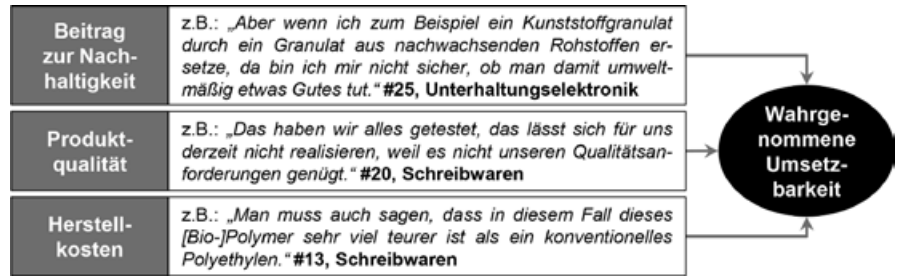 Beitrag
zur Nach-
haltigkeit
z.B.: „Aber wenn ich zum Beispiel ein Kunststoffgranulat
durch ein Granulat aus nachwachsenden Rohstoffen er-
setze, da bin ich mir nicht sicher, ob man damit umwelt-
mäßig etwas Gutes tut.“ #25, Unterhaltungselektronik
Produkt-
qualität
z.B.: „Das haben wir alles getestet, das lässt sich für uns
derzeit nicht realisieren, weil es nicht unseren Qualitätsan-
forderungen genügt.“ #20, Schreibwaren
Herstell-
kosten
z.B.: „Man muss auch sagen, dass in diesem Fall dieses
[Bio-]Polymer sehr viel teurer ist als ein konventionelles
Polyethylen.“ #13, Schreibwaren
Wahrge-
nommene
Umsetz-
barkeit